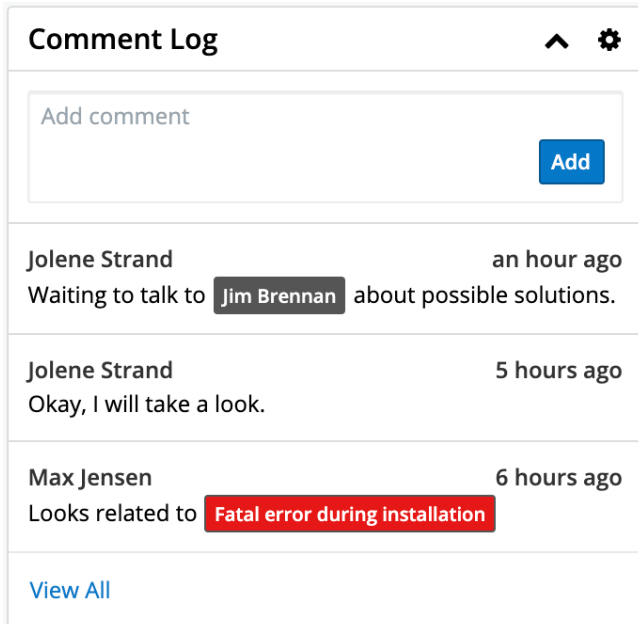 Comment Log
Add comment
Add
Jolene Strand an hour ago
Waiting to talk to Jim Brennan about possible solutions.
Jolene Strand 5 hours ago
Okay, I will take a look.
Max Jensen 6 hours ago
Looks related to Fatal error during installation
View All